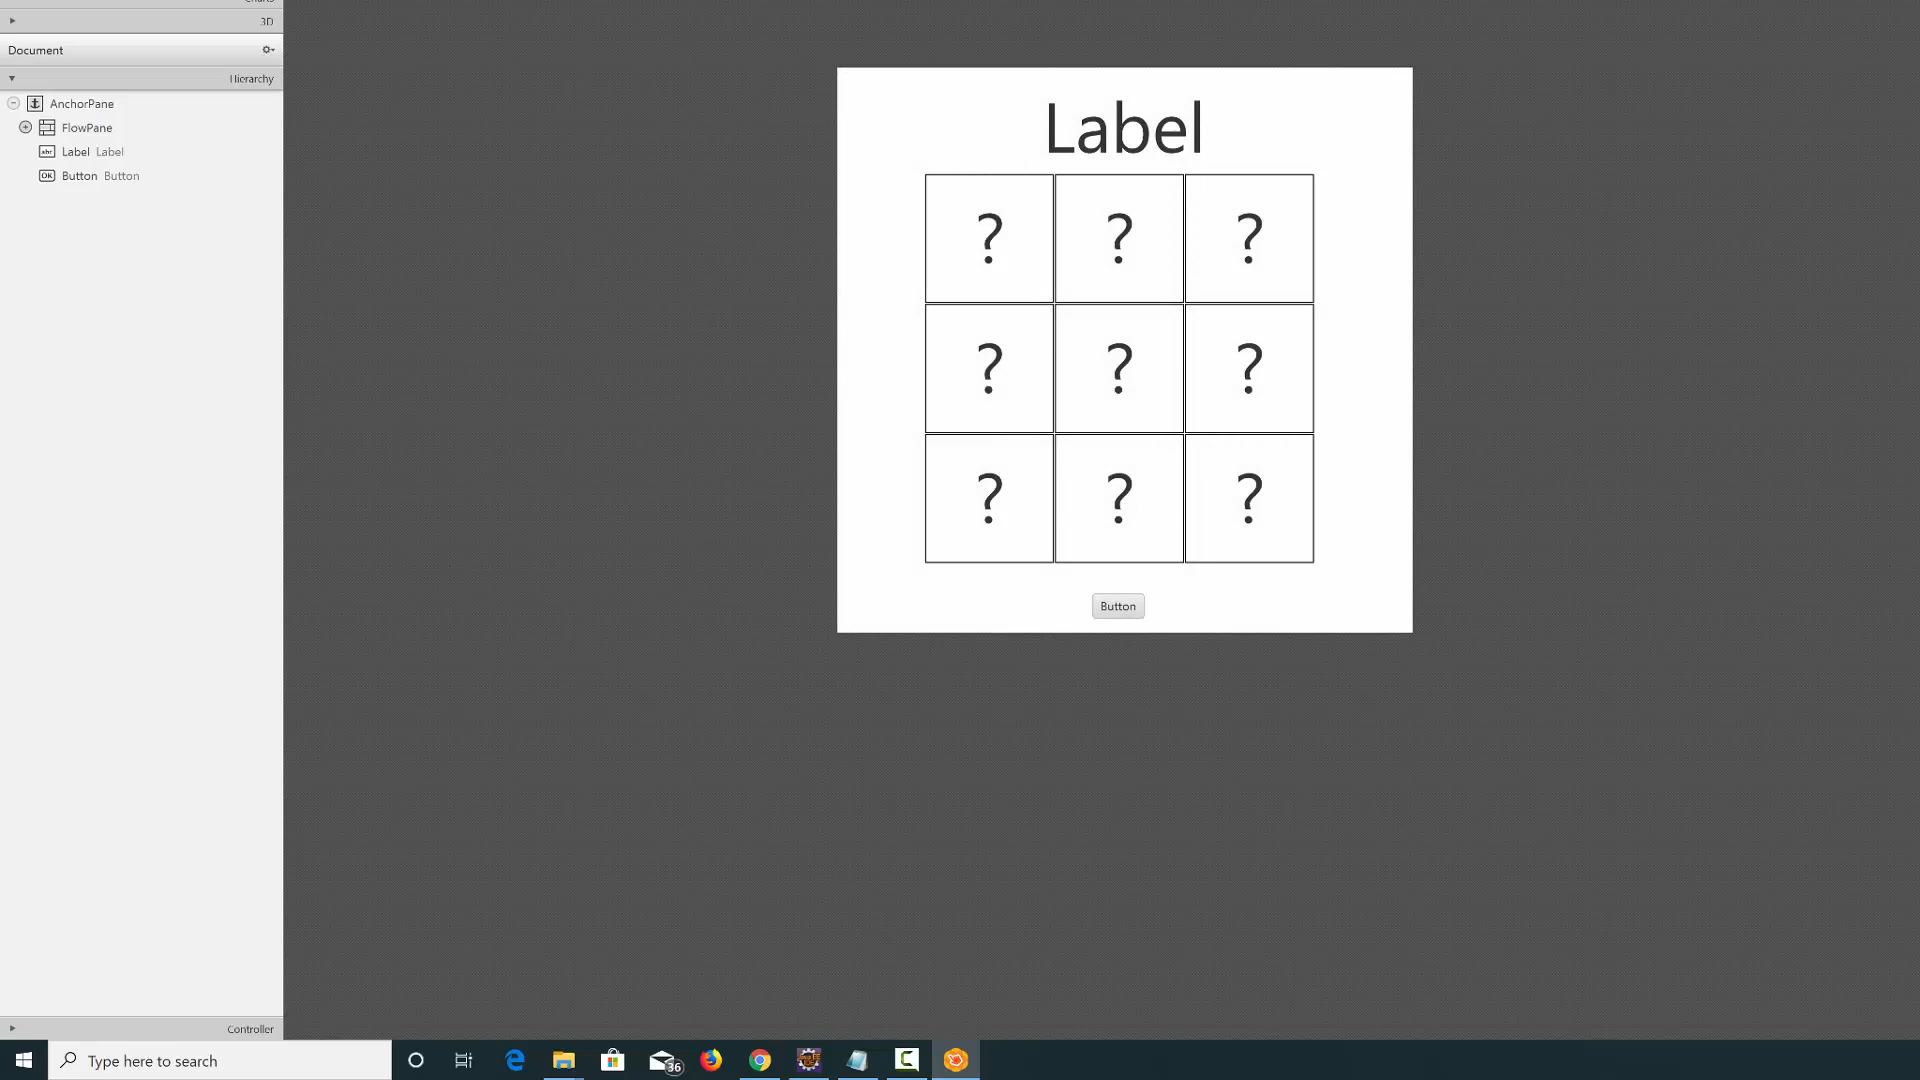 3D
Document
Hierarchy
AnchorPane
FlowPane
Label Label
Button Button
Label
? ? ?
? ? ?
? ? ?
Button
Controller
Type here to search
36